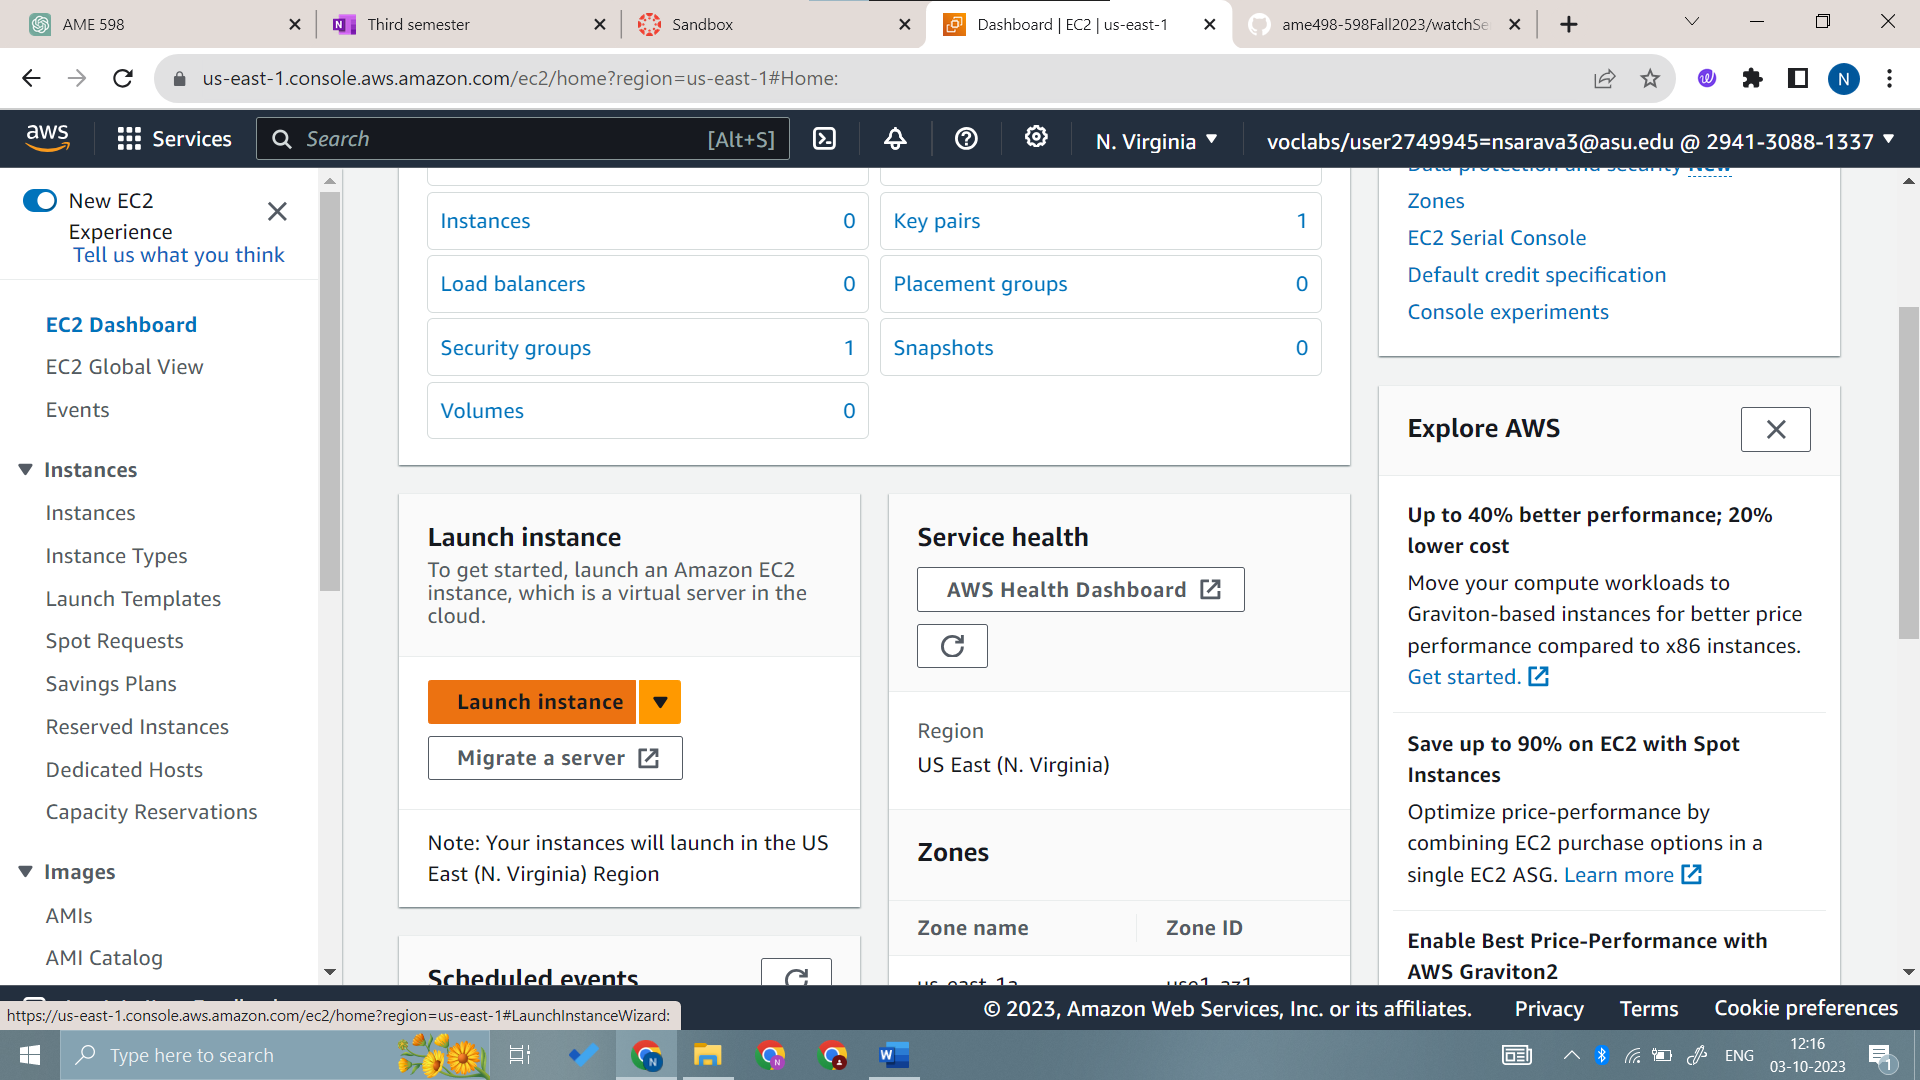 AME 598
Third semester
Sandbox
Dashboard | EC2 | us-east-1
ame498-598Fall2023/watchSe
us-east-1.console.aws.amazon.com/ec2/home?region=us-east-1#Home:
N
aws
Services
Search
[Alt+S]
N. Virginia
voclabs/user2749945=nsarava3@asu.edu @ 2941-3088-1337
New EC2
Experience
Tell us what you think
EC2 Dashboard
EC2 Global View
Events
Instances
Instances
Instance Types
Launch Templates
Spot Requests
Savings Plans
Reserved Instances
Dedicated Hosts
Capacity Reservations
Images
AMIs
AMI Catalog
Instances 0
Key pairs 1
Load balancers 0
Placement groups 0
Security groups 1
Snapshots 0
Volumes 0
Launch instance
To get started, launch an Amazon EC2
instance, which is a virtual server in the
cloud.
Launch instance
Migrate a server
Note: Your instances will launch in the US
East (N. Virginia) Region
Scheduled events
Service health
AWS Health Dashboard
Region
US East (N. Virginia)
Zones
Zone name
Zone ID
us-east-1a
use1-az1
Data protection and security New
Zones
EC2 Serial Console
Default credit specification
Console experiments
Explore AWS
Up to 40% better performance; 20%
lower cost
Move your compute workloads to
Graviton-based instances for better price
performance compared to x86 instances.
Get started.
Save up to 90% on EC2 with Spot
Instances
Optimize price-performance by
combining EC2 purchase options in a
single EC2 ASG. Learn more
Enable Best Price-Performance with
AWS Graviton2
https://us-east-1.console.aws.amazon.com/ec2/home?region=us-east-1#LaunchInstanceWizard:
© 2023, Amazon Web Services, Inc. or its affiliates.
Privacy
Terms
Cookie preferences
Type here to search
ENG
12:16
03-10-2023
1